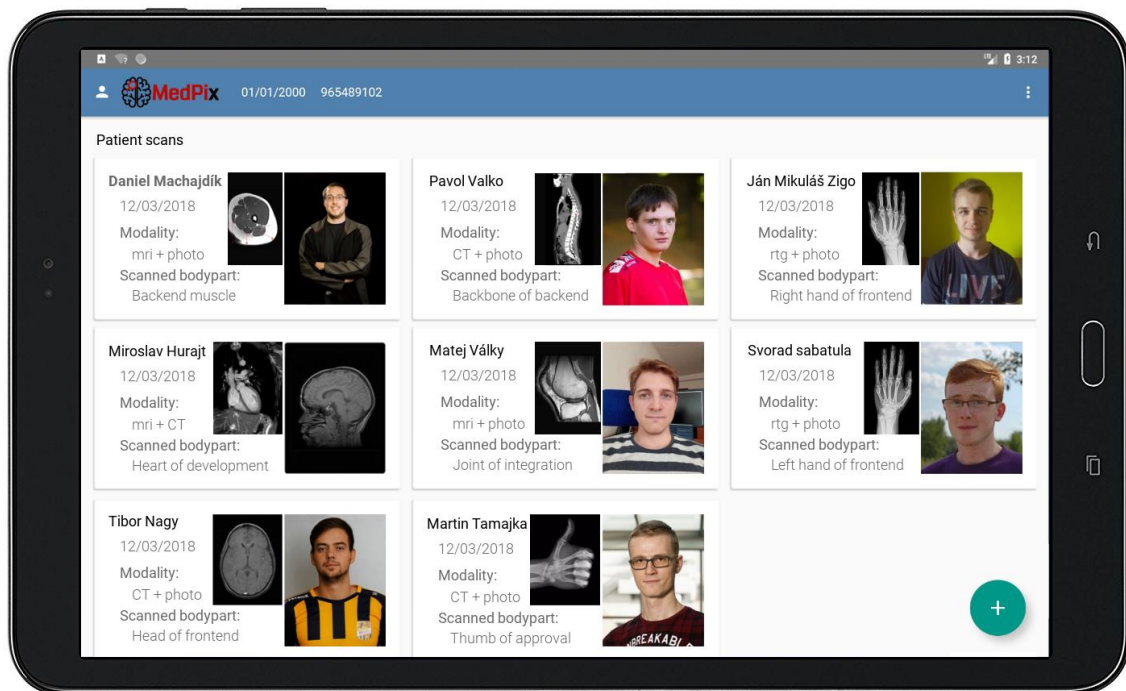 3:12
MedPix 01/01/2000 965489102
Patient scans
Daniel Machajdík
12/03/2018
Modality:
mri + photo
Scanned bodypart:
Backend muscle
Pavol Valko
12/03/2018
Modality:
CT + photo
Scanned bodypart:
Backbone of backend
Ján Mikuláš Zigo
12/03/2018
Modality:
rtg + photo
Scanned bodypart:
Right hand of frontend
LIVE
Miroslav Hurajt
12/03/2018
Modality:
mri + CT
Scanned bodypart:
Heart of development
Matej Války
12/03/2018
Modality:
mri + photo
Scanned bodypart:
Joint of integration
Svorad sabatula
12/03/2018
Modality:
rtg + photo
Scanned bodypart:
Left hand of frontend
Tibor Nagy
12/03/2018
Modality:
CT + photo
Scanned bodypart:
Head of frontend
Martin Tamajka
12/03/2018
Modality:
CT + photo
Scanned bodypart:
Thumb of approval
+